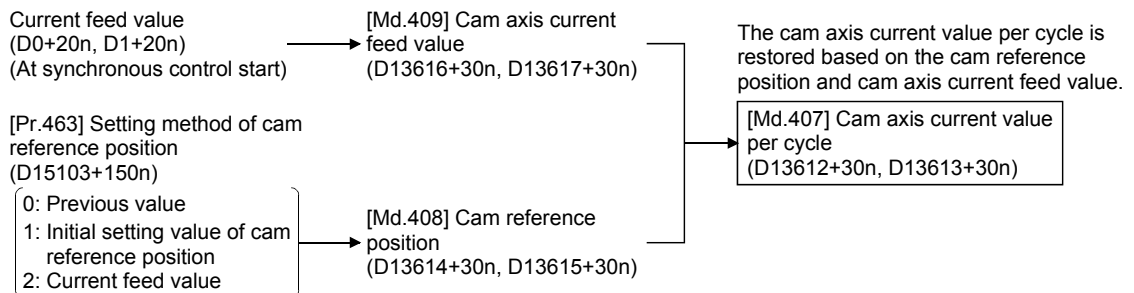 Current feed value
(D0+20n, D1+20n)
(At synchronous control start)
[Md.409] Cam axis current
feed value
(D13616+30n, D13617+30n)
The cam axis current value per cycle is
restored based on the cam reference
position and cam axis current feed value.
[Pr.463] Setting method of cam
reference position
(D15103+150n)
0: Previous value
1: Initial setting value of cam
reference position
2: Current feed value
[Md.408] Cam reference
position
(D13614+30n, D13615+30n)
[Md.407] Cam axis current value
per cycle
(D13612+30n, D13613+30n)